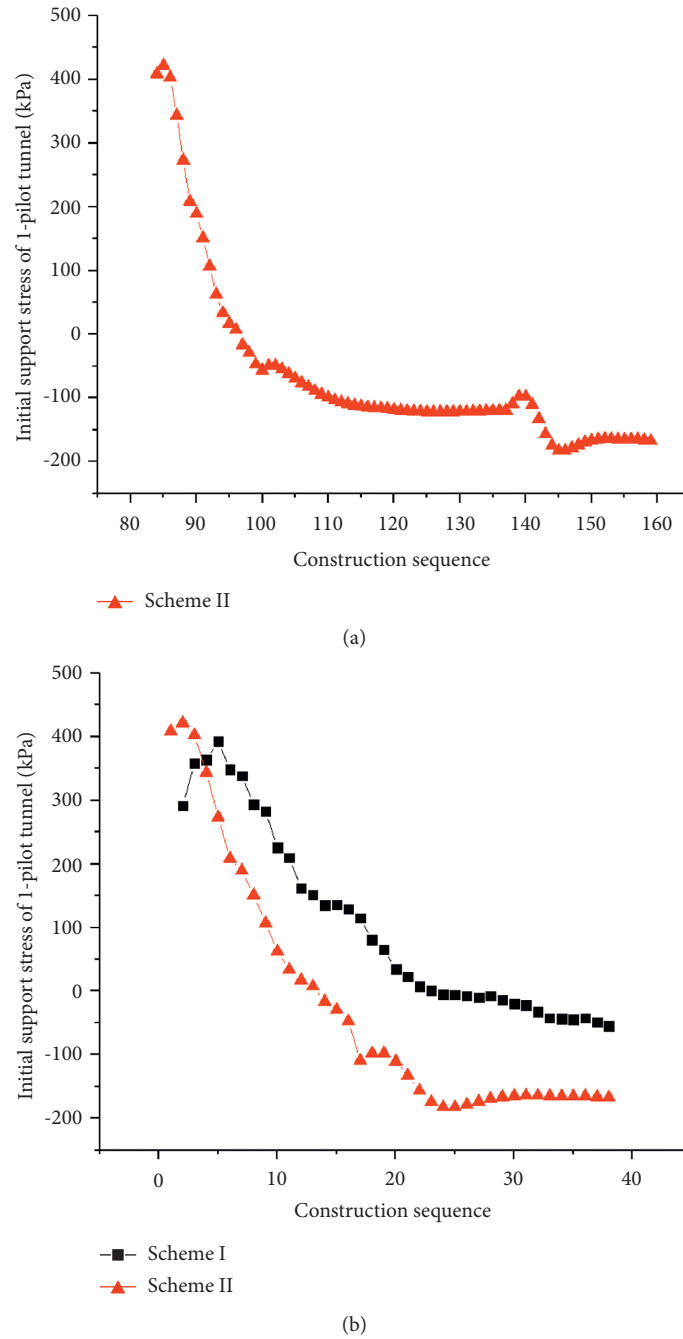 500
400
300
200
100
0
-100
-200
Initial support stress of 1-pilot tunnel (kPa)
80 90 100 110 120 130 140 150 160
Construction sequence
Scheme II
(a)
500
400
300
200
100
0
-100
-200
Initial support stress of 1-pilot tunnel (kPa)
0 10 20 30 40
Construction sequence
Scheme I
Scheme II
(b)